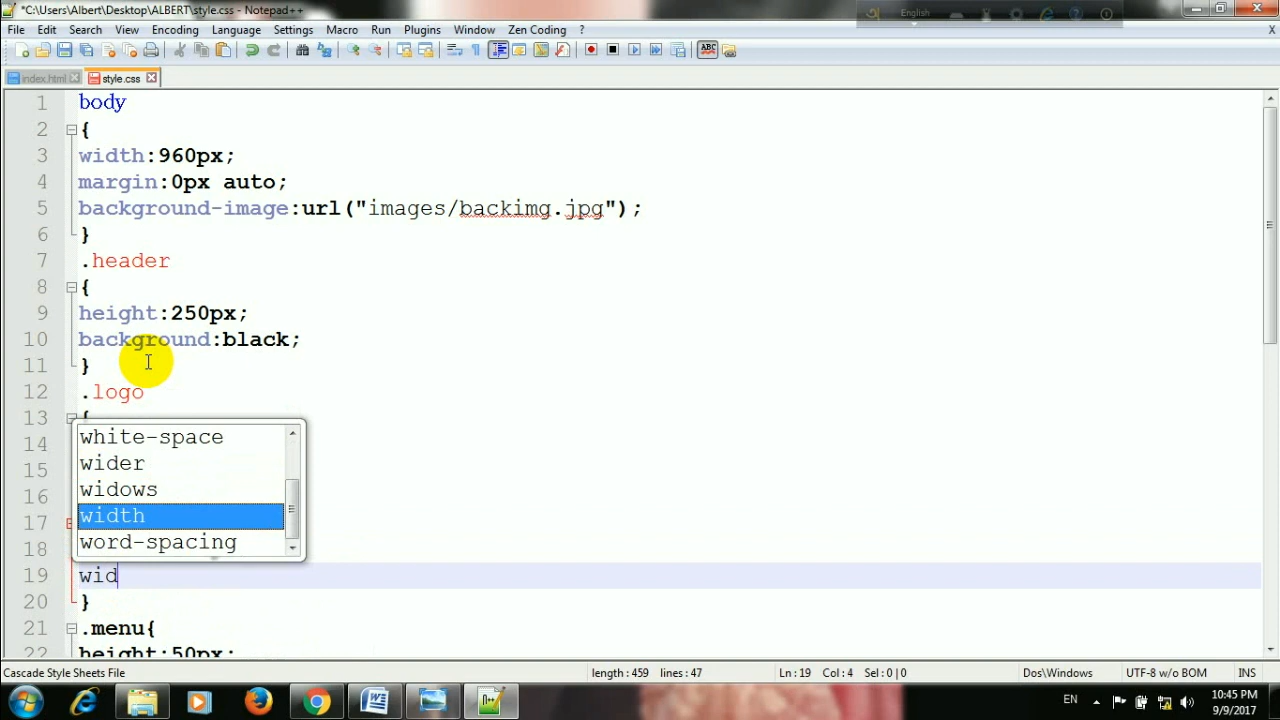 *C:\Users\Albert\Desktop\ALBERT\style.css - Notepad++
English
File Edit Search View Encoding Language Settings Macro Run Plugins Window Zen Coding ? X
ABC
index.html style.css
1 body
2 {
3 width:960px;
4 margin:0px auto;
5 background-image:url("images/backimg.jpg");
6 }
7 .header
8 {
9 height:250px;
10 background:black;
11 }
12 .logo
13 {
14 white-space
15 wider
16 widows
17 width
18 word-spacing
19 wid
20 }
21 .menu{
22 height:50px;
Cascade Style Sheets File length : 459 lines : 47 Ln : 19 Col : 4 Sel : 0 | 0 Dos\Windows UTF-8 w/o BOM INS
EN 10:45 PM
9/9/2017